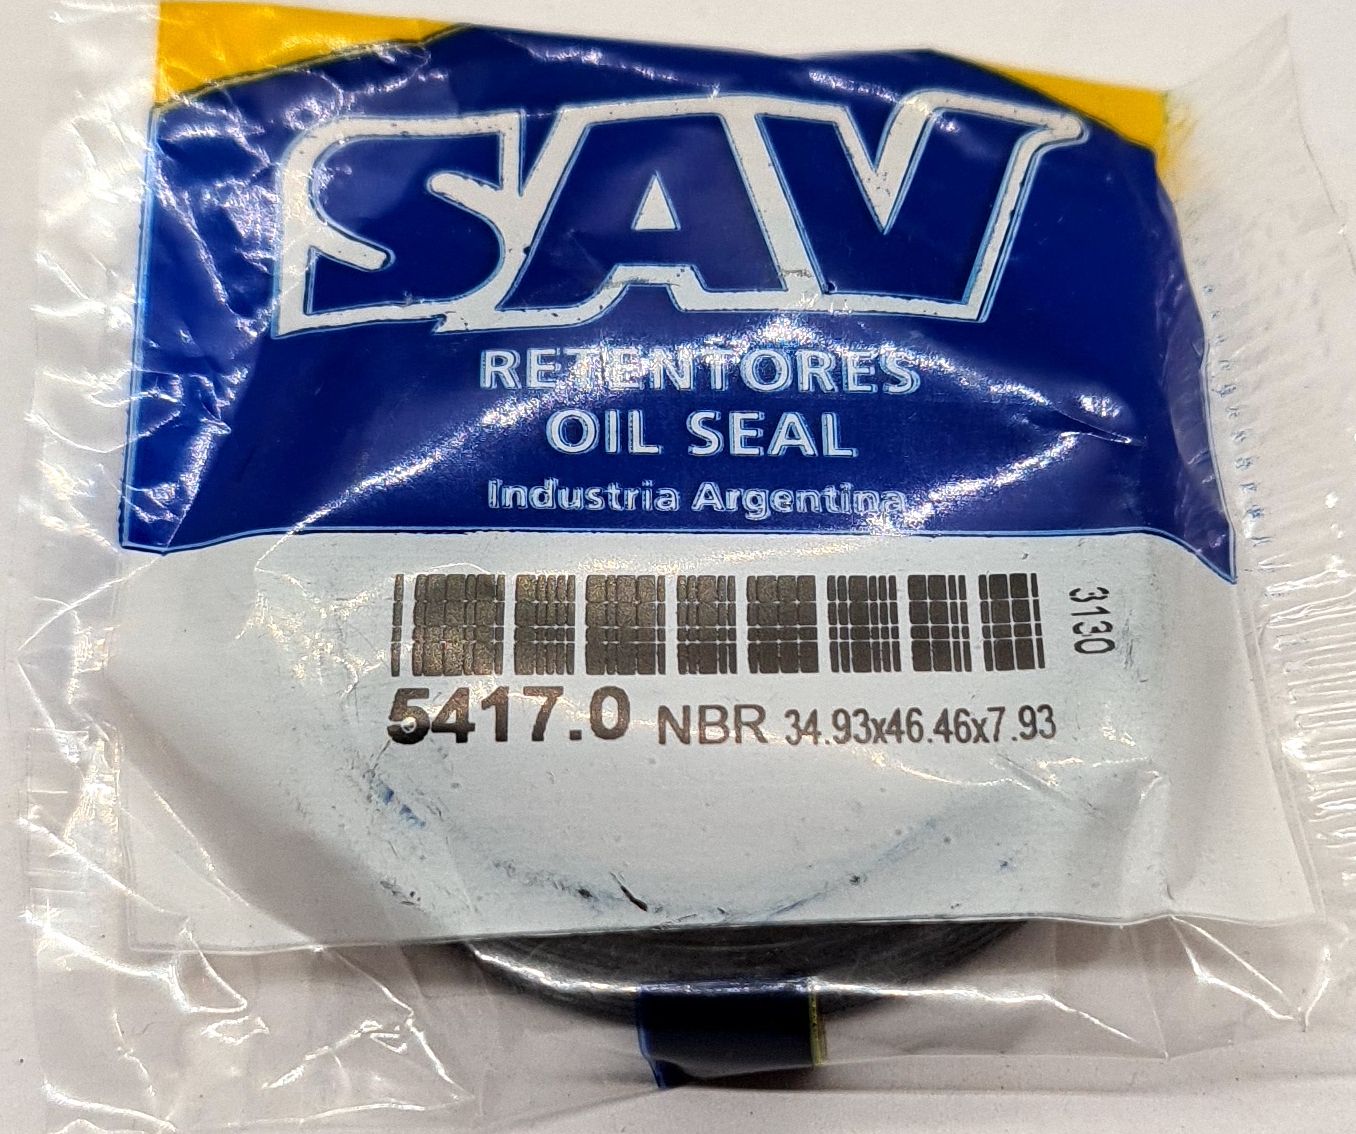 SAV
RETENTORES
OIL SEAL
Industria Argentina
3130
5417.0 NBR 34.93x46.46x7.93